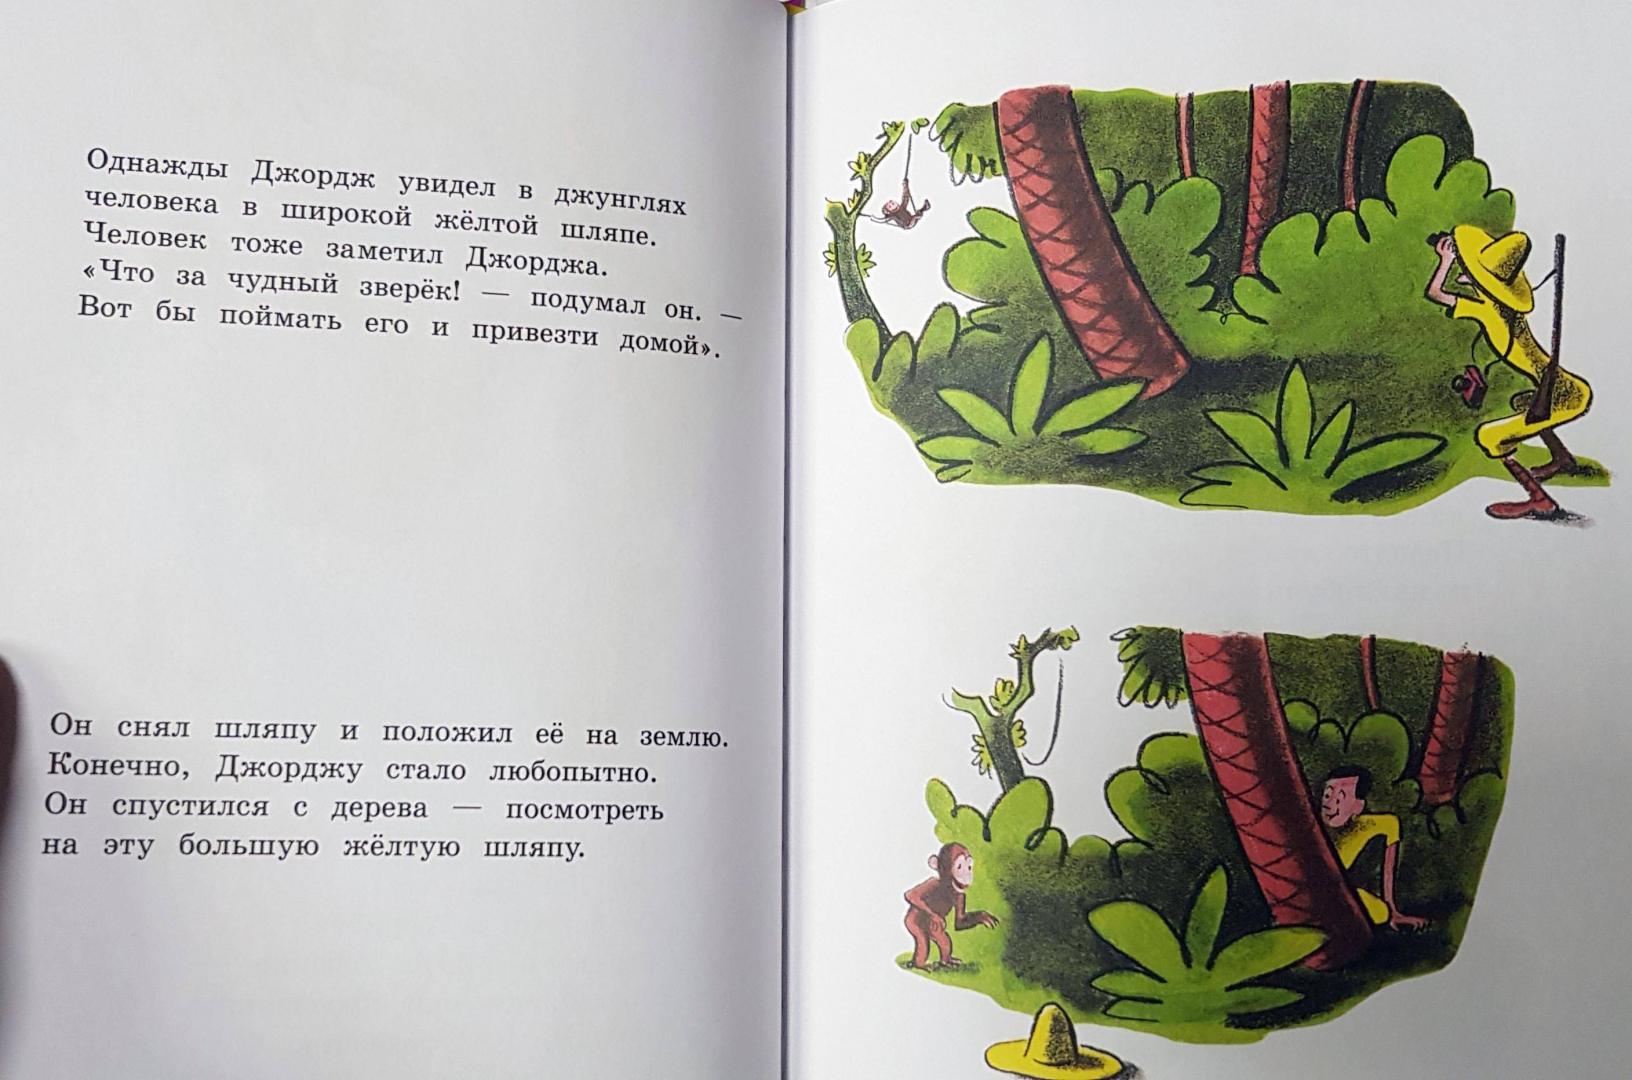 Однажды Джордж увидел в джунглях
человека в широкой жёлтой шляпе.
Человек тоже заметил Джорджа.
«Что за чудный зверёк! — подумал он. —
Вот бы поймать его и привезти домой».
Он снял шляпу и положил её на землю.
Конечно, Джорджу стало любопытно.
Он спустился с дерева — посмотреть
на эту большую жёлтую шляпу.